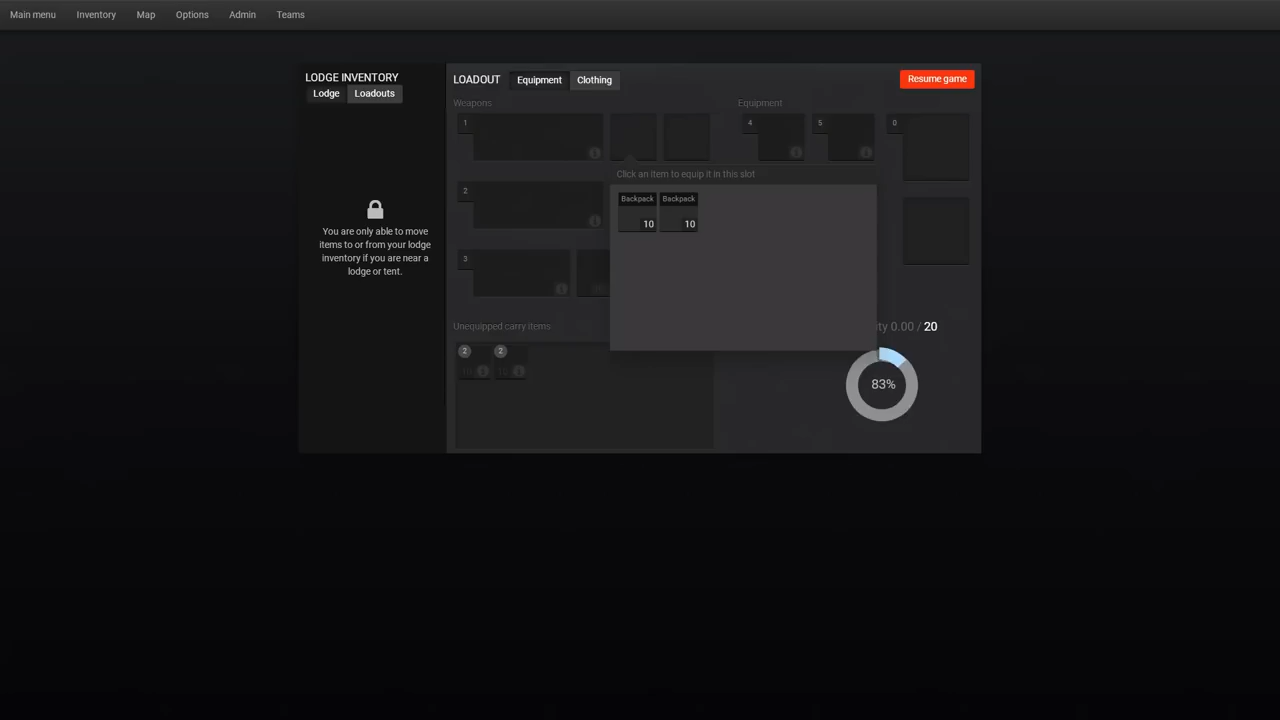 Main menu
Inventory
Map
Options
Admin
Teams
LODGE INVENTORY
Lodge
Loadouts
You are only able to move
items to or from your lodge
inventory if you are near a
lodge or tent.
LOADOUT
Equipment
Clothing
Resume game
Weapons
Equipment
1
4
5
0
Click an item to equip it in this slot
Backpack
Backpack
10
10
2
3
Unequipped carry items
ity 0.00 / 20
2
2
10
10
83%